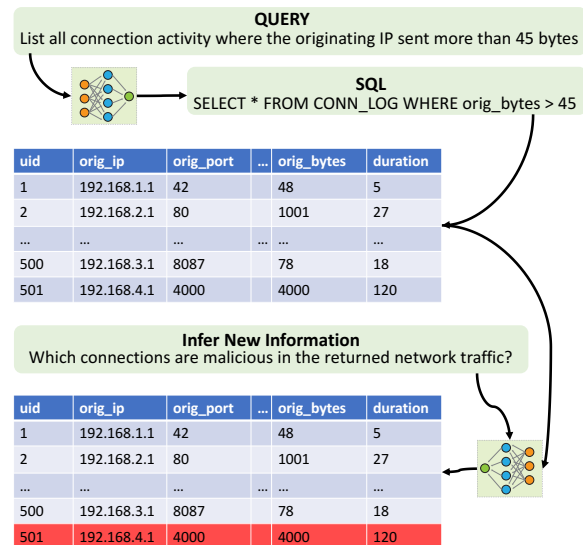 QUERY
List all connection activity where the originating IP sent more than 45 bytes
SQL
SELECT * FROM CONN_LOG WHERE orig_bytes > 45
uid orig_ip orig_port ... orig_bytes duration
1 192.168.1.1 42 48 5
2 192.168.2.1 80 1001 27
... ... ... ... ... ...
500 192.168.3.1 8087 78 18
501 192.168.4.1 4000 4000 120
Infer New Information
Which connections are malicious in the returned network traffic?
uid orig_ip orig_port ... orig_bytes duration
1 192.168.1.1 42 48 5
2 192.168.2.1 80 1001 27
... ... ... ... ... ...
500 192.168.3.1 8087 78 18
501 192.168.4.1 4000 4000 120